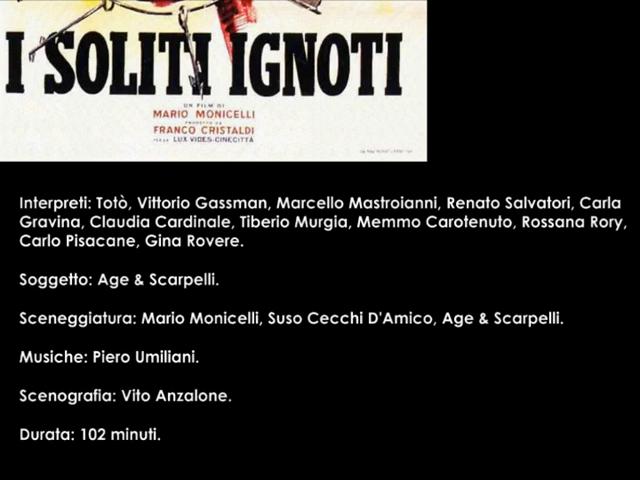 I SOLITI IGNOTI
UN FILM DI
MARIO MONICELLI
PRODOTTO DA
FRANCO CRISTALDI
LUX VIDES-CINECITTÀ
Interpreti: Totò, Vittorio Gassman, Marcello Mastroianni, Renato Salvatori, Carla
Gravina, Claudia Cardinale, Tiberio Murgia, Memmo Carotenuto, Rossana Rory,
Carlo Pisacane, Gina Rovere.
Soggetto: Age & Scarpelli.
Sceneggiatura: Mario Monicelli, Suso Cecchi D'Amico, Age & Scarpelli.
Musiche: Piero Umiliani.
Scenografia: Vito Anzalone.
Durata: 102 minuti.